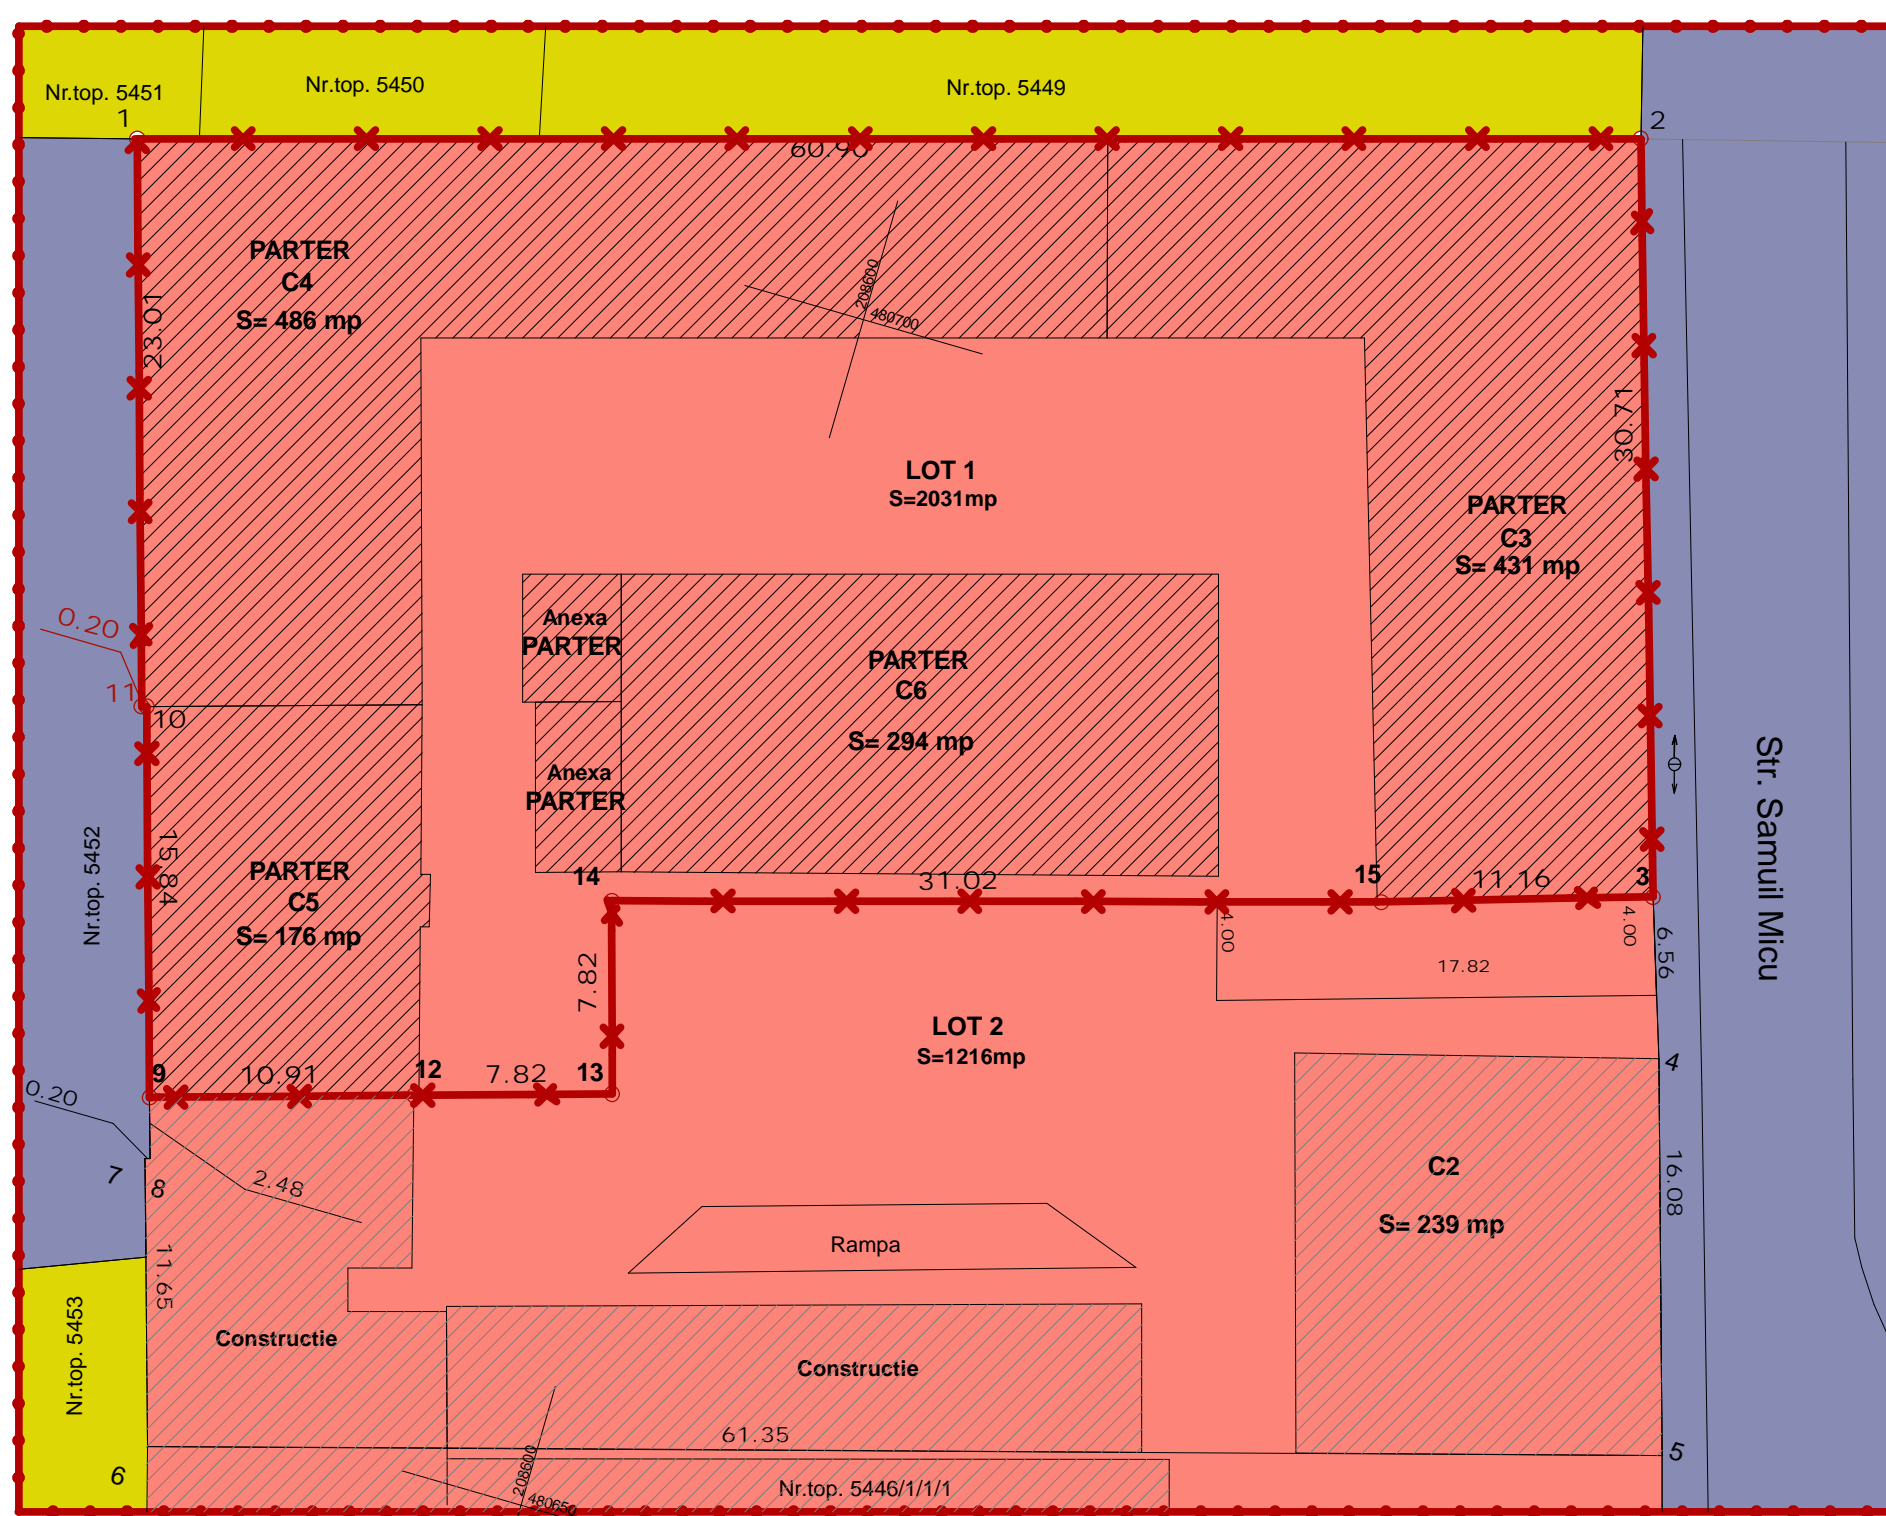 Nr.top. 5451
Nr.top. 5450
Nr.top. 5449
1
2
60.90
PARTER
C4
S= 486 mp
23.01
208600
480700
30.71
LOT 1
S=2031mp
PARTER
C3
S= 431 mp
0.20
11
10
Anexa
PARTER
PARTER
C6
S= 294 mp
Anexa
PARTER
Str. Samuil Micu
Nr.top. 5452
15.84
PARTER
C5
S= 176 mp
14
31.02
15
11.16
3
4.00
4.00
6.56
17.82
7.82
LOT 2
S=1216mp
4
9
10.91
12
7.82
13
0.20
7
8
2.48
C2
S= 239 mp
16.08
Rampa
11.65
Nr.top. 5453
Constructie
Constructie
61.35
5
6
208600
480650
Nr.top. 5446/1/1/1